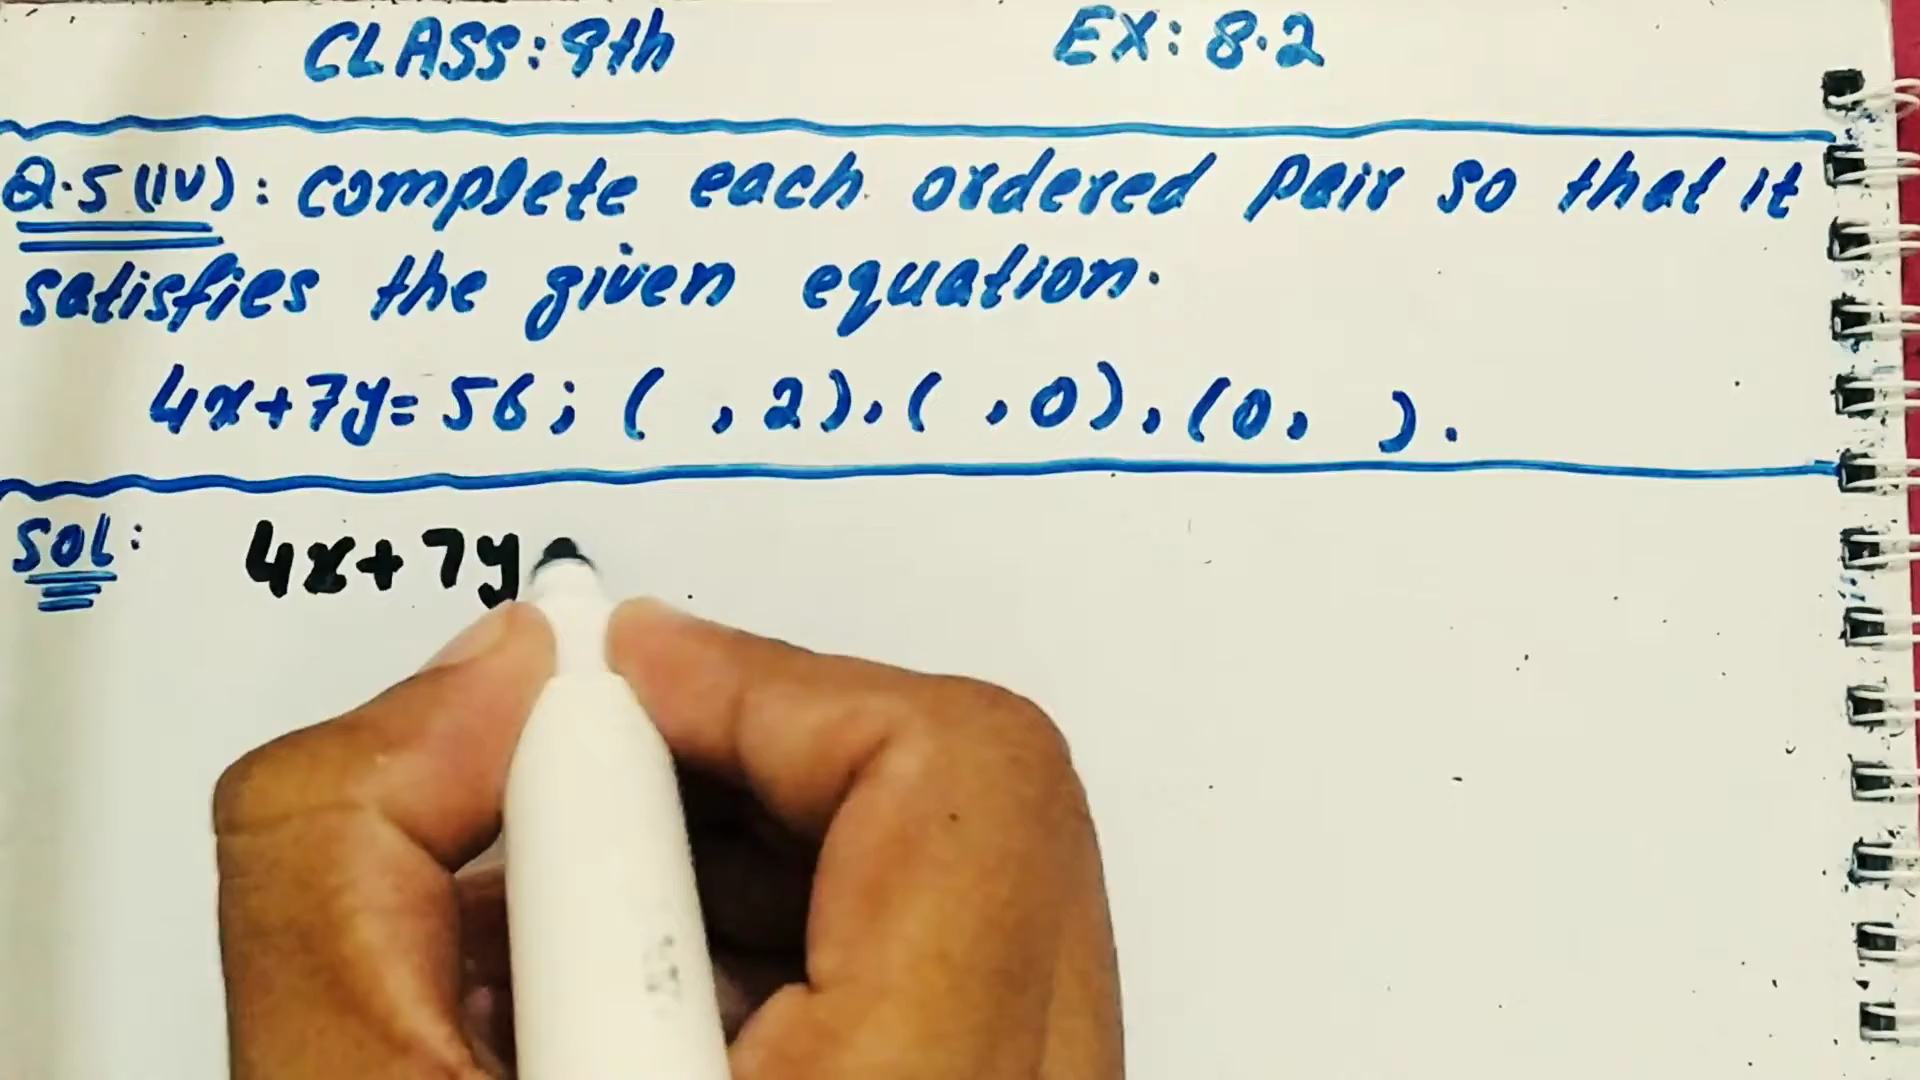 CLASS: 9th EX: 8.2
Q.5(IV): complete each ordered pair so that it
satisfies the given equation.
4x+7y=56; ( , 2), ( , 0), (0, ).
SOL: 4x+7y